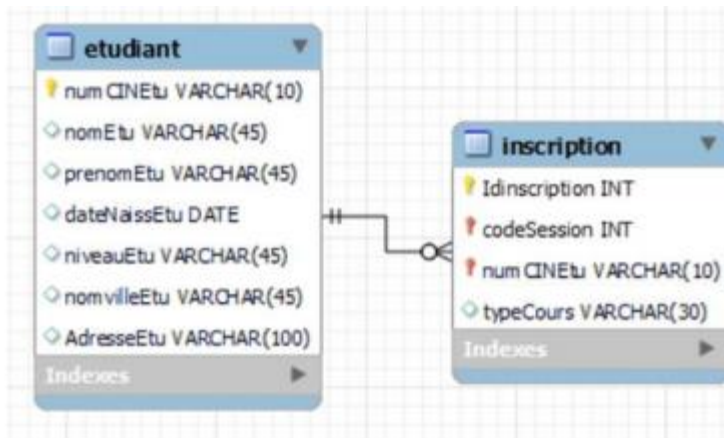 etudiant
numCINEtu VARCHAR(10)
nomEtu VARCHAR(45)
prenomEtu VARCHAR(45)
dateNaissEtu DATE
niveauEtu VARCHAR(45)
nomvilleEtu VARCHAR(45)
AdresseEtu VARCHAR(100)
Indexes
inscription
Idinscription INT
codeSession INT
numCINEtu VARCHAR(10)
typeCours VARCHAR(30)
Indexes